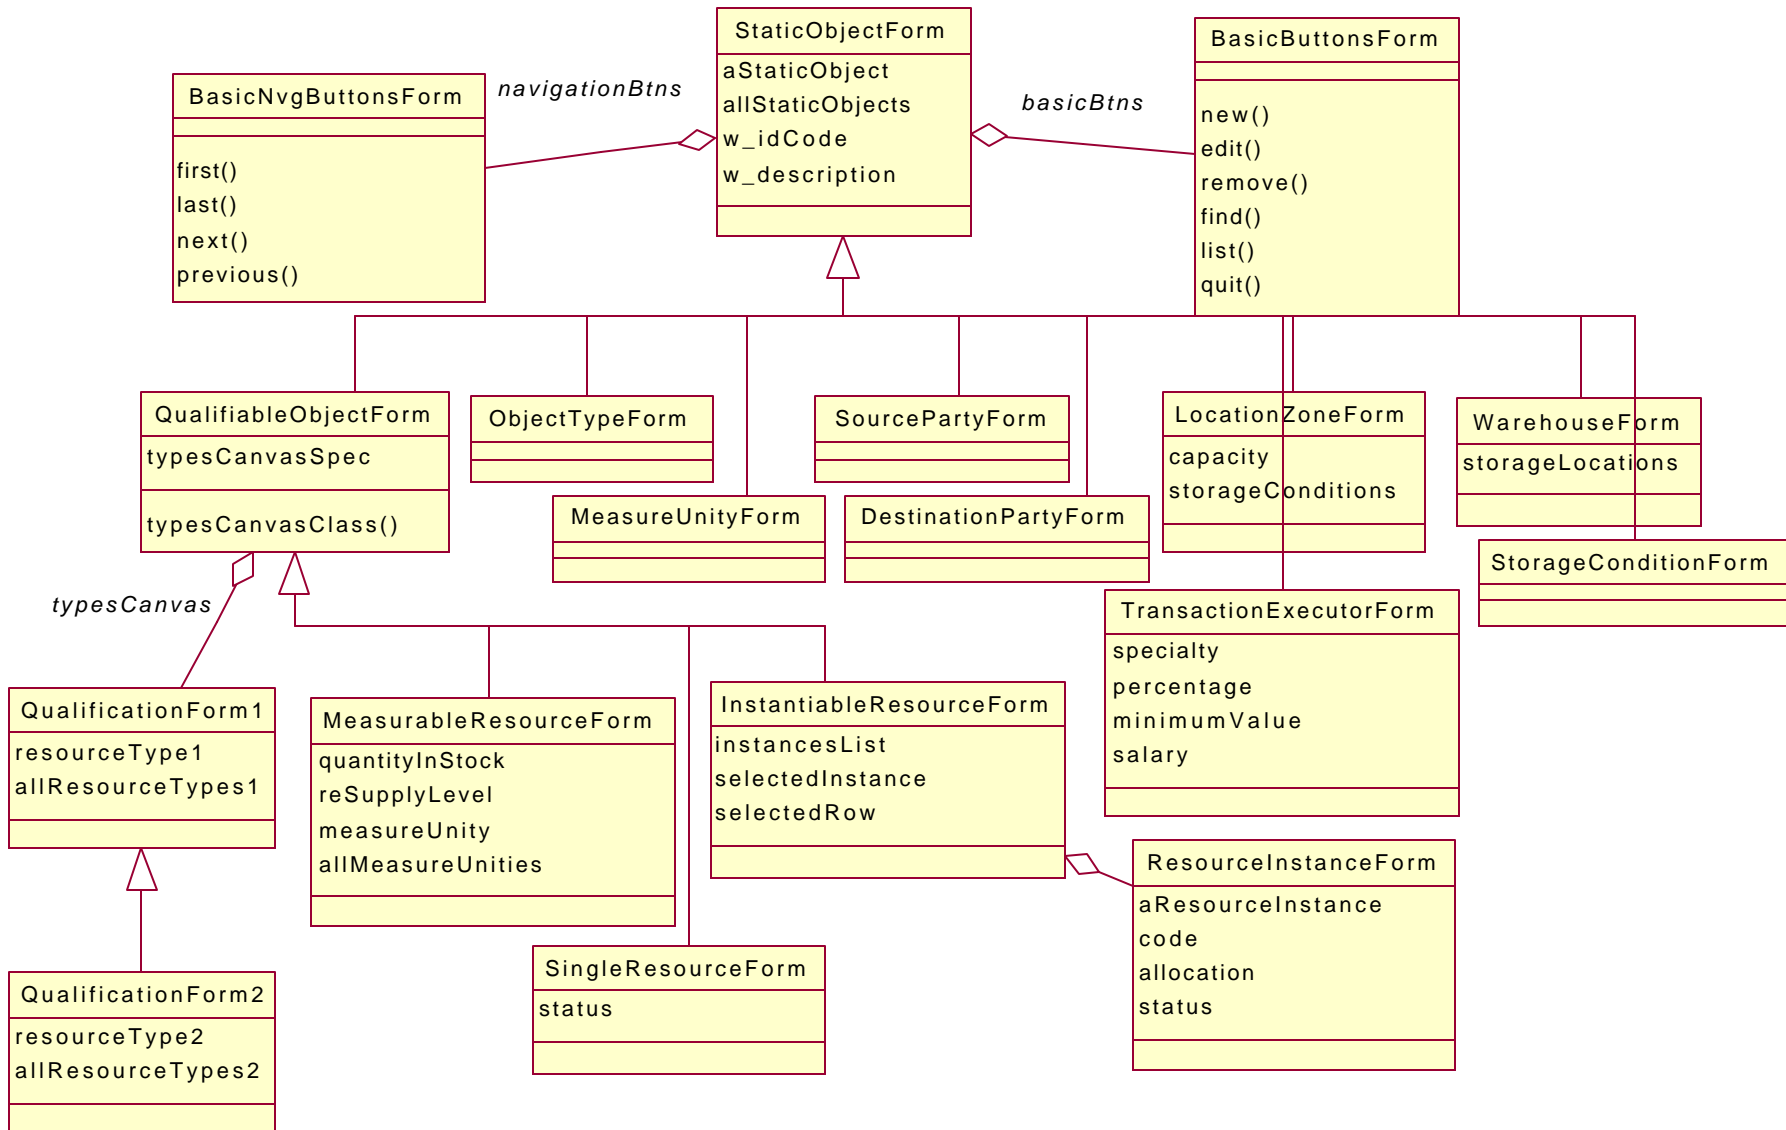 StaticObjectForm
aStaticObject
allStaticObjects
w_idCode
w_description
BasicNvgButtonsForm
first()
last()
next()
previous()
navigationBtns
basicBtns
BasicButtonsForm
new()
edit()
remove()
find()
list()
quit()
QualifiableObjectForm
typesCanvasSpec
typesCanvasClass()
ObjectTypeForm
MeasureUnityForm
SourcePartyForm
DestinationPartyForm
LocationZoneForm
capacity
storageConditions
WarehouseForm
storageLocations
StorageConditionForm
typesCanvas
TransactionExecutorForm
specialty
percentage
minimumValue
salary
QualificationForm1
resourceType1
allResourceTypes1
MeasurableResourceForm
quantityInStock
reSupplyLevel
measureUnity
allMeasureUnities
InstantiableResourceForm
instancesList
selectedInstance
selectedRow
ResourceInstanceForm
aResourceInstance
code
allocation
status
SingleResourceForm
status
QualificationForm2
resourceType2
allResourceTypes2